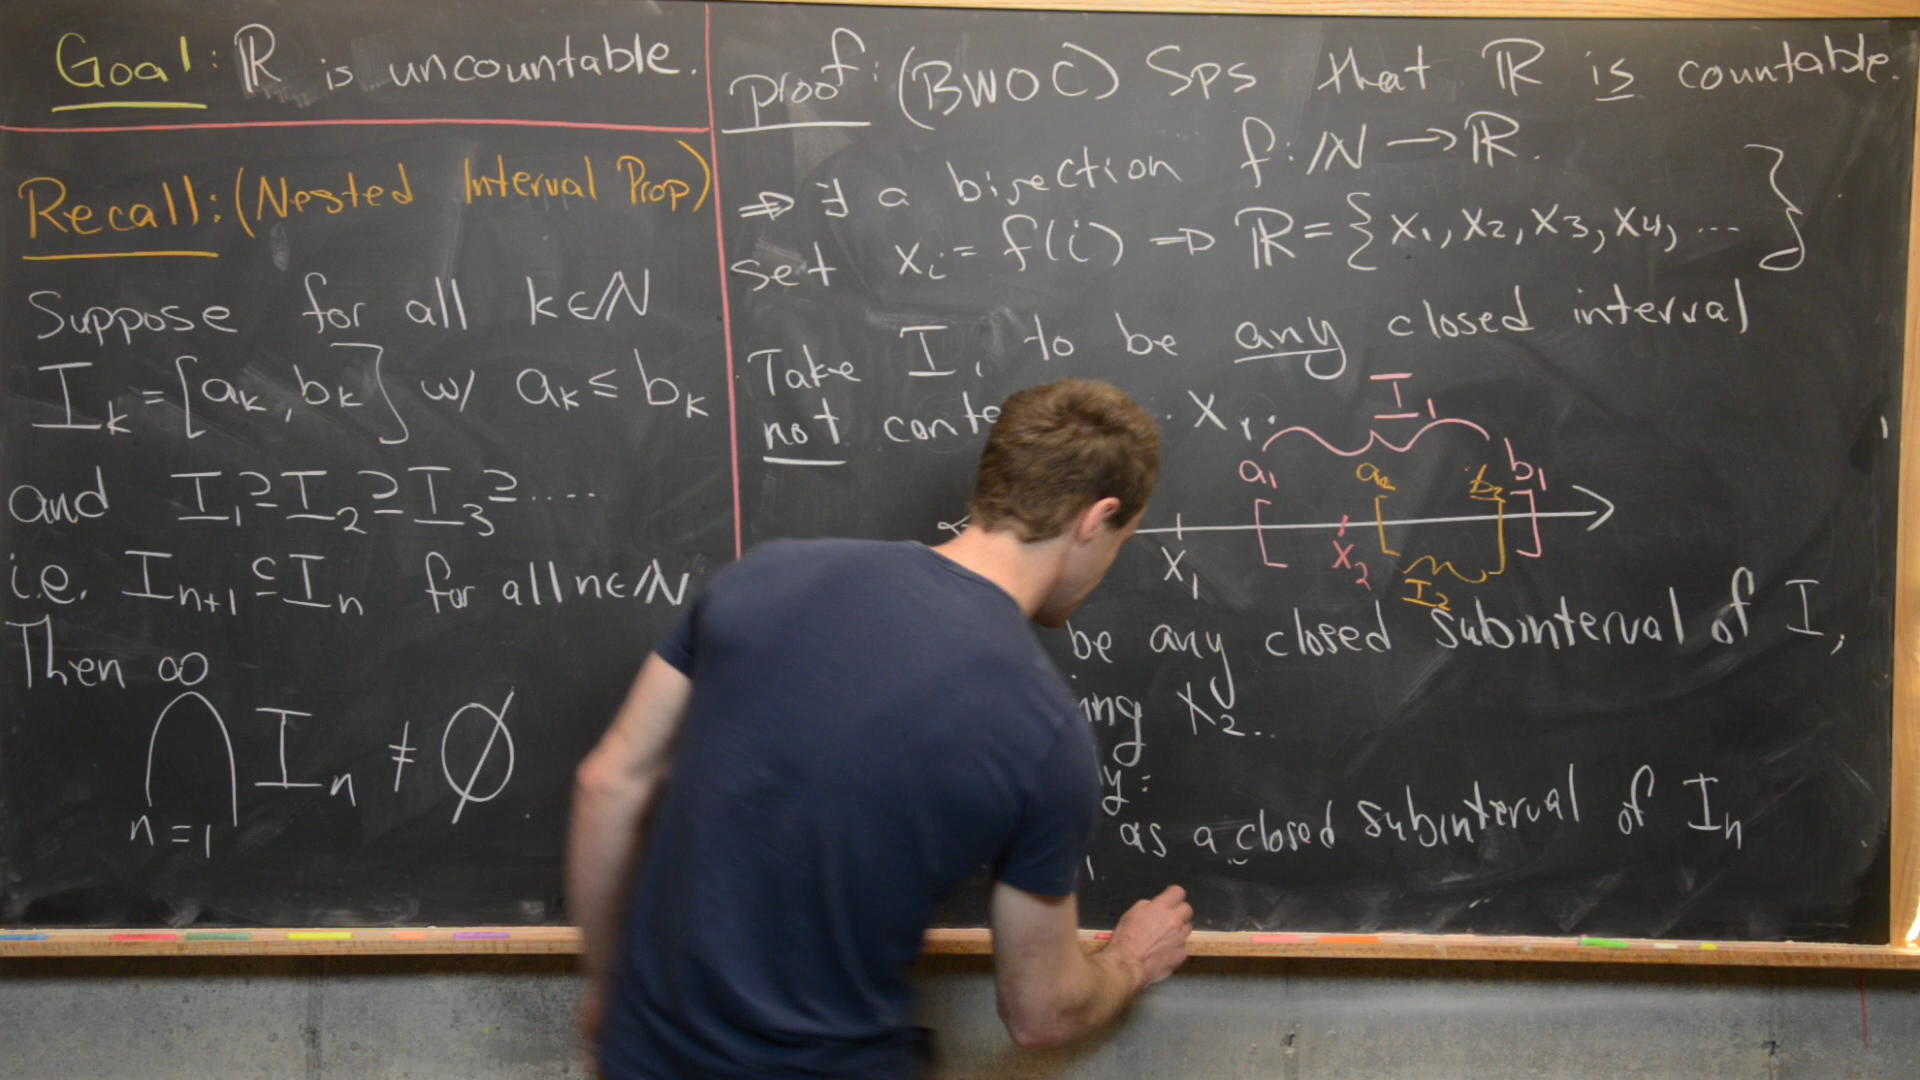 Goal: ℝ is uncountable.
Recall: (Nested Interval Prop)
Suppose for all k∈ℕ
I_k = [a_k, b_k] w/ a_k ≤ b_k
and I_1 ⊇ I_2 ⊇ I_3 ⊇ ....
i.e. I_{n+1} ⊆ I_n for all n∈ℕ
Then ∞
⋂ I_n ≠ ∅
n=1
proof: (BWOC) Sps that ℝ is countable.
⇒ ∃ a bijection f: ℕ → ℝ.
set x_i = f(i) ⇒ ℝ = {x_1, x_2, x_3, x_4, ... }
Take I_1 to be any closed interval
not x_1.
I_1
a_1 a_2 b_2 b_1
[ [ ] ]
x_1 x_2 I_2
be any closed subinterval of I_1
x_2.
as a closed subinterval of I_n